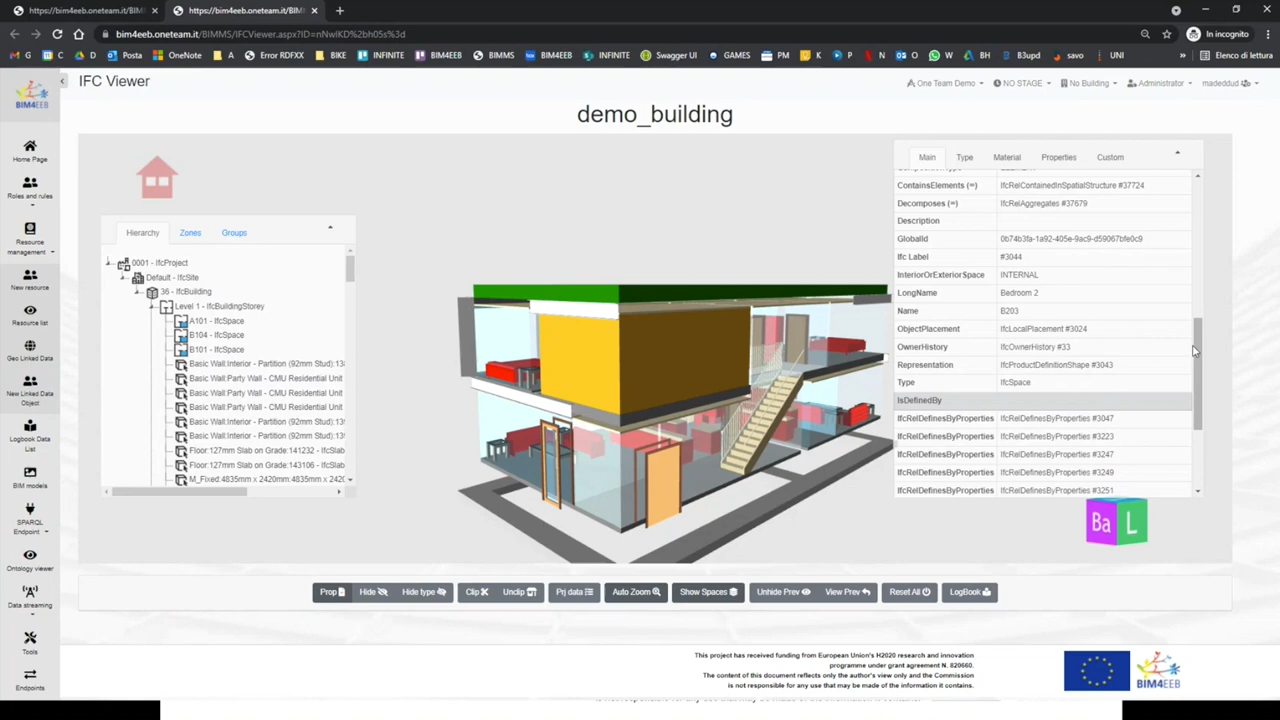 https://bim4eeb.oneteam.it/BIMM
https://bim4eeb.oneteam.it/BIMM
bim4eeb.oneteam.it/BIMMS/IFCViewer.aspx?ID=nNwIKD%2bh05s%3d
In incognito
G
C
D
Posta
OneNote
A
Error RDFXX
BIKE
INFINITE
BIM4EEB
BIMMS
BIM4EEB
INFINITE
Swagger UI
GAMES
PM
K
P
N
O
W
BH
B3upd
savo
UNI
Elenco di lettura
BIM4EEB
IFC Viewer
One Team Demo
NO STAGE
No Building
Administrator
madeddud
demo_building
Home Page
Roles and rules
Resource management
New resource
Resource list
Geo Linked Data
New Linked Data Object
Logbook Data List
BIM models
SPARQL Endpoint
Ontology viewer
Data streaming
Tools
Endpoints
Hierarchy Zones Groups
0001 - IfcProject
Default - IfcSite
36 - IfcBuilding
Level 1 - IfcBuildingStorey
A101 - IfcSpace
B104 - IfcSpace
B101 - IfcSpace
Basic Wall:Interior - Partition (92mm Stud):13
Basic Wall:Party Wall - CMU Residential Unit
Basic Wall:Party Wall - CMU Residential Unit
Basic Wall:Party Wall - CMU Residential Unit
Basic Wall:Interior - Partition (92mm Stud):13
Basic Wall:Interior - Partition (92mm Stud):13
Floor:127mm Slab on Grade:141232 - IfcSlab
Floor:127mm Slab on Grade:143106 - IfcSlab
M_Fixed:4835mm x 2420mm:4835mm x 2420
Main Type Material Properties Custom
ContainsElements (∞) IfcRelContainedInSpatialStructure #37724
Decomposes (∞) IfcRelAggregates #37679
Description
GlobalId 0b74b3fa-1a92-405e-9ac9-d59067bfe0c9
Ifc Label #3044
InteriorOrExteriorSpace INTERNAL
LongName Bedroom 2
Name B203
ObjectPlacement IfcLocalPlacement #3024
OwnerHistory IfcOwnerHistory #33
Representation IfcProductDefinitionShape #3043
Type IfcSpace
IsDefinedBy
IfcRelDefinesByProperties IfcRelDefinesByProperties #3047
IfcRelDefinesByProperties IfcRelDefinesByProperties #3223
IfcRelDefinesByProperties IfcRelDefinesByProperties #3247
IfcRelDefinesByProperties IfcRelDefinesByProperties #3249
IfcRelDefinesByProperties IfcRelDefinesByProperties #3251
Ba L
Prop Hide Hide type Clip Unclip Prj data Auto Zoom Show Spaces Unhide Prev View Prev Reset All LogBook
This project has received funding from European Union's H2020 research and innovation
programme under grant agreement N. 820660.
The content of this document reflects only the author's view only and the Commission
is not responsible for any use that may be made of the information it contains.
BIM4EEB